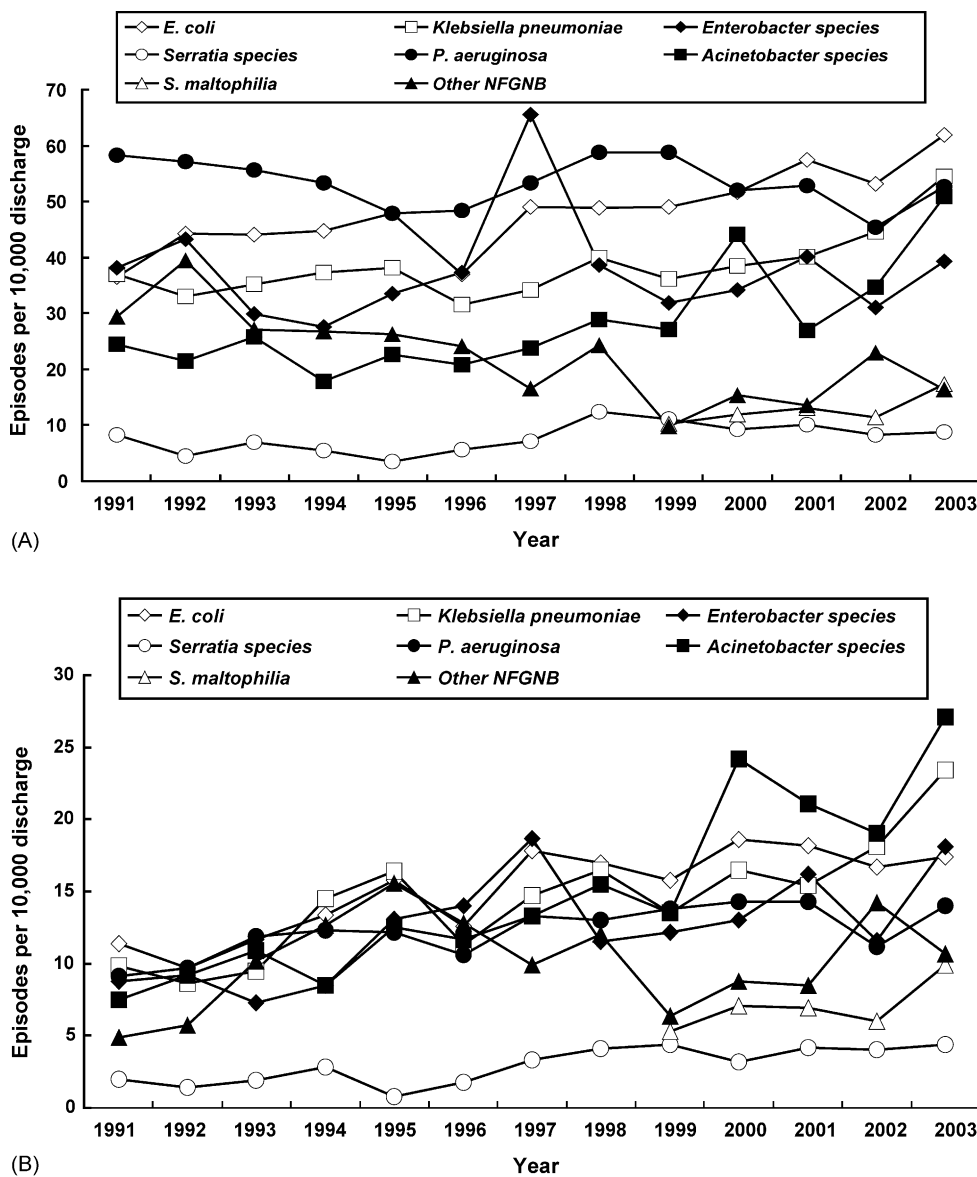 E. coli Klebsiella pneumoniae Enterobacter species
Serratia species P. aeruginosa Acinetobacter species
S. maltophilia Other NFGNB
70
60
50
40
30
20
10
0
Episodes per 10,000 discharge
1991 1992 1993 1994 1995 1996 1997 1998 1999 2000 2001 2002 2003
(A)
Year
E. coli Klebsiella pneumoniae Enterobacter species
Serratia species P. aeruginosa Acinetobacter species
S. maltophilia Other NFGNB
30
25
20
15
10
5
0
Episodes per 10,000 discharge
1991 1992 1993 1994 1995 1996 1997 1998 1999 2000 2001 2002 2003
(B)
Year